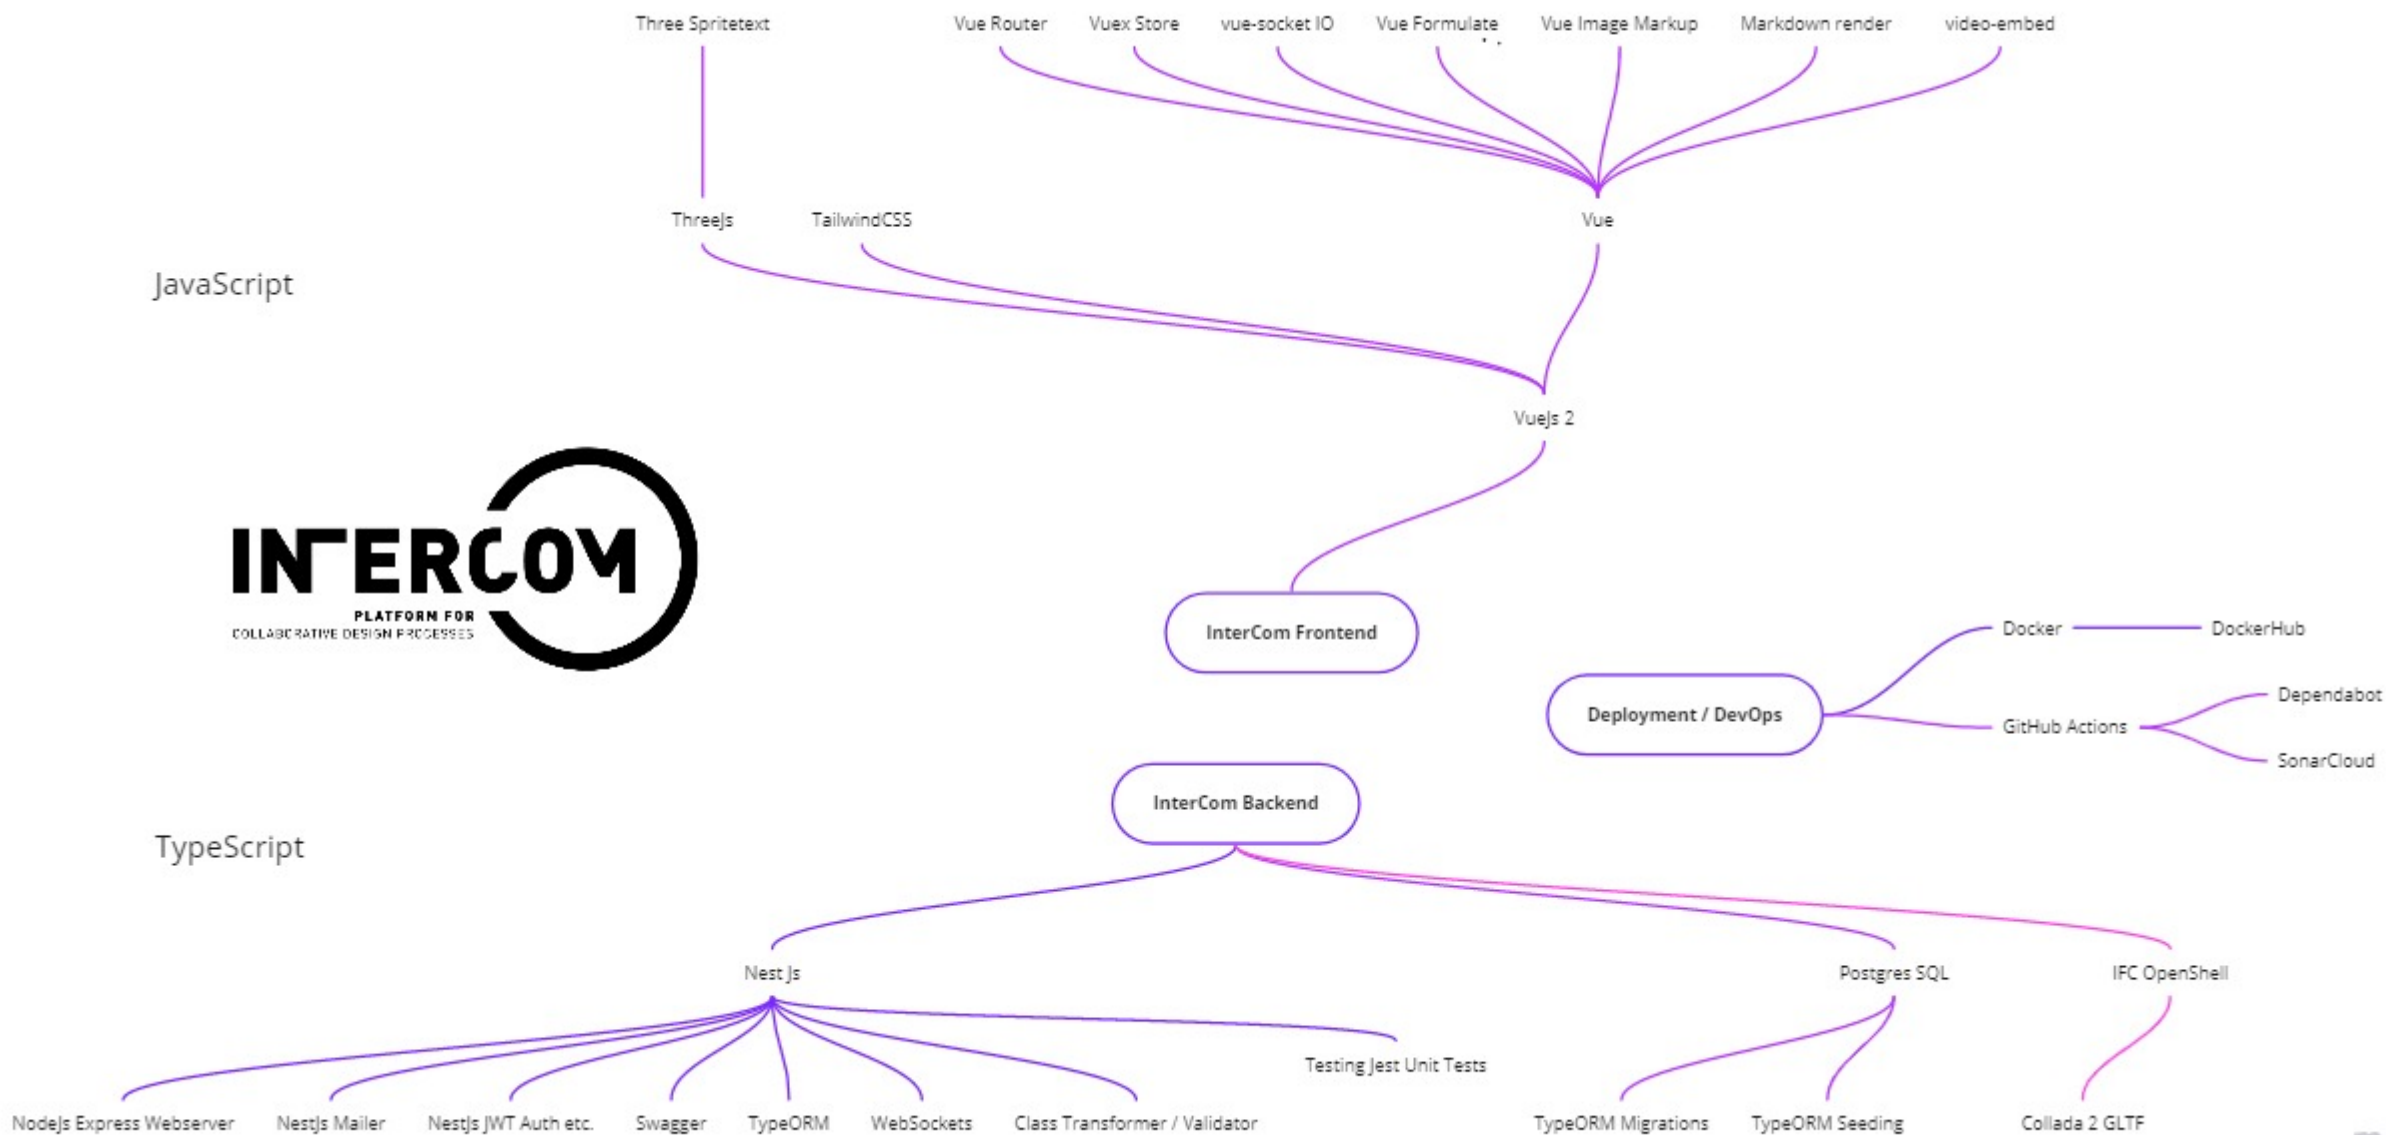 Three Spritetext
Vue Router
Vuex Store
vue-socket IO
Vue Formulate
Vue Image Markup
Markdown render
video-embed
ThreeJs
TailwindCSS
Vue
JavaScript
VueJs 2
INTERCOM
PLATFORM FOR
COLLABORATIVE DESIGN PROCESSES
InterCom Frontend
Docker
DockerHub
Deployment / DevOps
Dependabot
GitHub Actions
SonarCloud
InterCom Backend
TypeScript
Nest Js
Postgres SQL
IFC OpenShell
Testing Jest Unit Tests
NodeJs Express Webserver
NestJs Mailer
NestJs JWT Auth etc.
Swagger
TypeORM
WebSockets
Class Transformer / Validator
TypeORM Migrations
TypeORM Seeding
Collada 2 GLTF